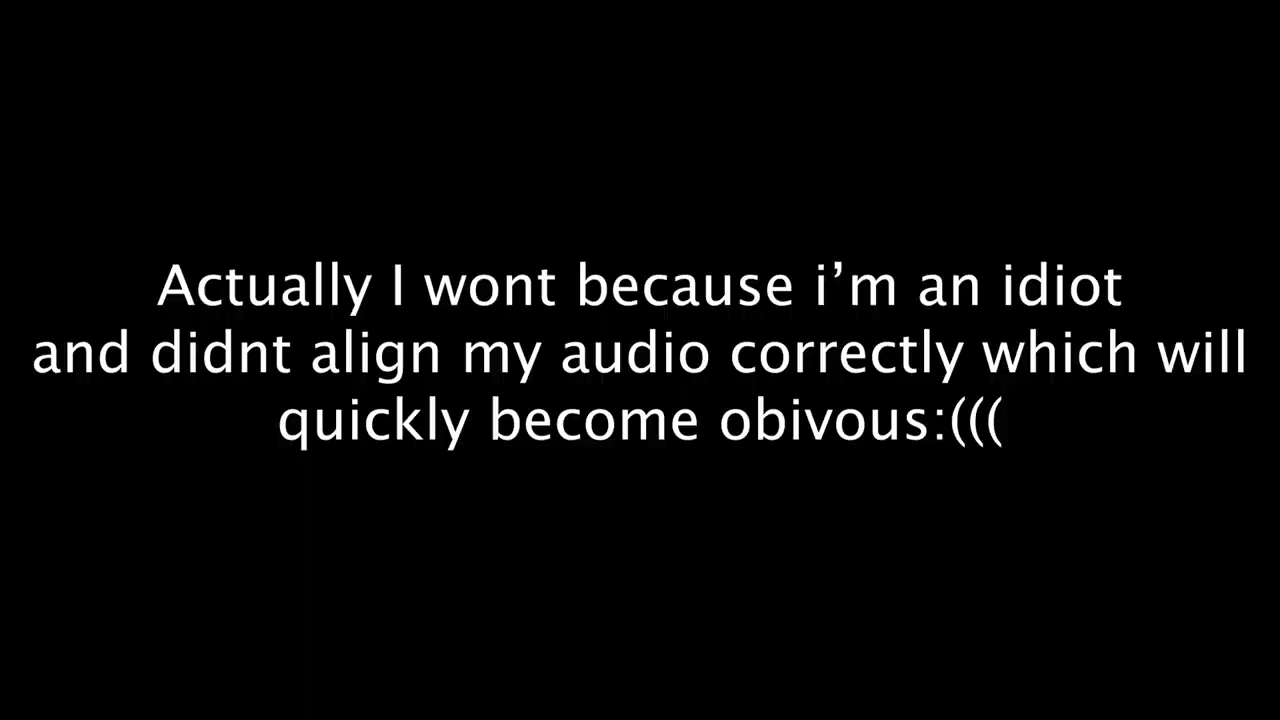 Actually I wont because i’m an idiot
and didnt align my audio correctly which will
quickly become obivous:(((